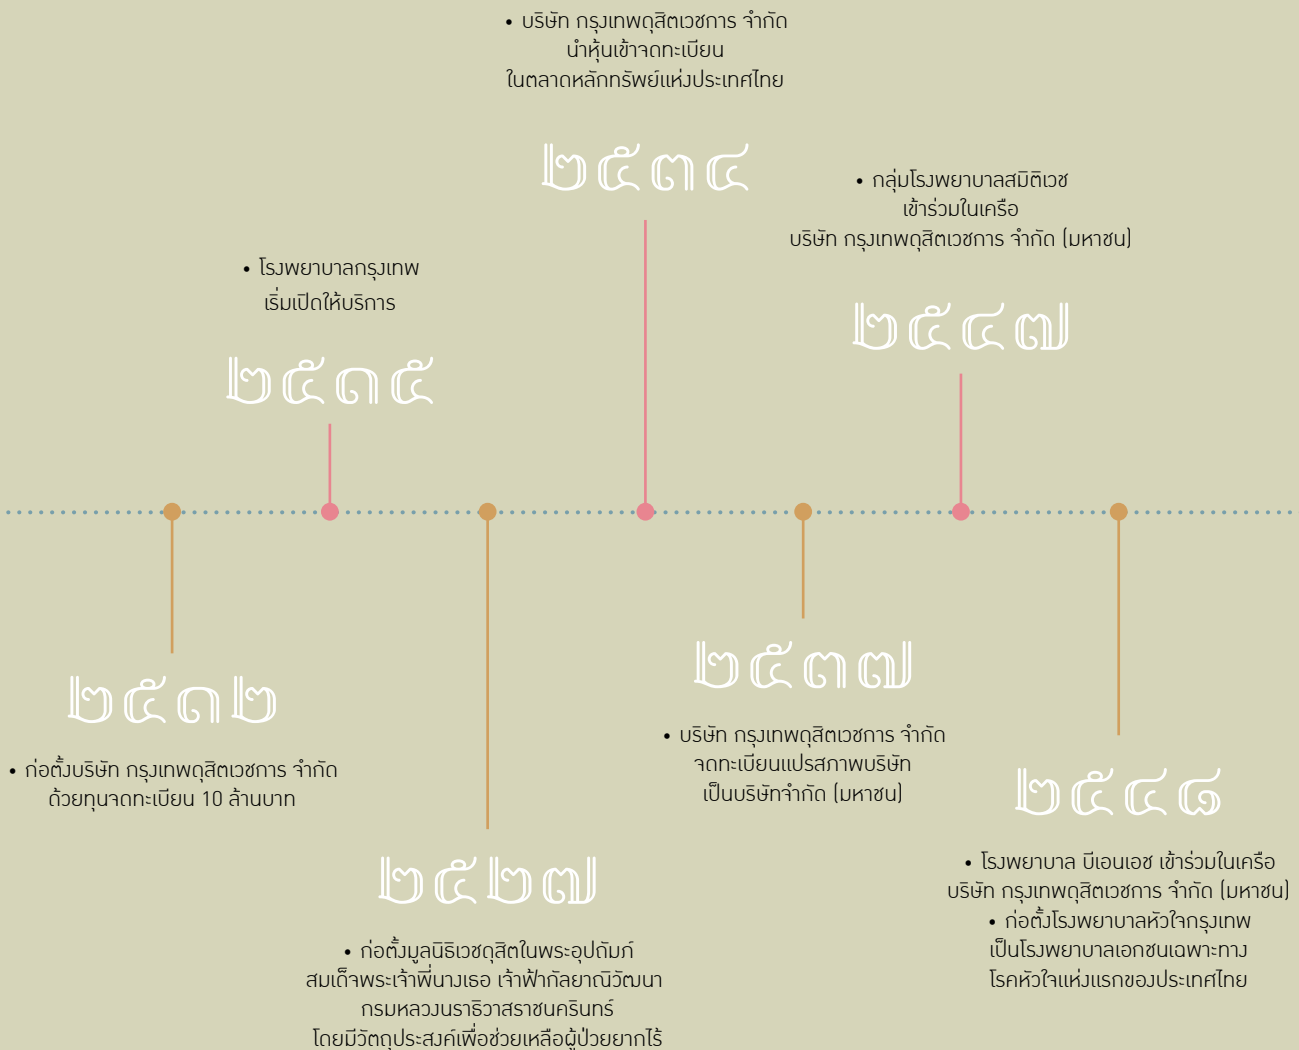 • บริษัท กรุงเทพดุสิตเวชการ จำกัด
นำหุ้นเข้าจดทะเบียน
ในตลาดหลักทรัพย์แห่งประเทศไทย
๒๕๓๔
• กลุ่มโรงพยาบาลสมิติเวช
เข้าร่วมในเครือ
บริษัท กรุงเทพดุสิตเวชการ จำกัด (มหาชน)
๒๕๔๗
• โรงพยาบาลกรุงเทพ
เริ่มเปิดให้บริการ
๒๕๑๕
๒๕๑๒
• ก่อตั้งบริษัท กรุงเทพดุสิตเวชการ จำกัด
ด้วยทุนจดทะเบียน 10 ล้านบาท
๒๕๒๗
• ก่อตั้งมูลนิธิเวชดุสิตในพระอุปถัมภ์
สมเด็จพระเจ้าพี่นางเธอ เจ้าฟ้ากัลยาณิวัฒนา
กรมหลวงนราธิวาสราชนครินทร์
โดยมีวัตถุประสงค์เพื่อช่วยเหลือผู้ป่วยยากไร้
๒๕๓๗
• บริษัท กรุงเทพดุสิตเวชการ จำกัด
จดทะเบียนแปรสภาพบริษัท
เป็นบริษัทจำกัด (มหาชน)
๒๕๔๘
• โรงพยาบาล บีเอนเอช เข้าร่วมในเครือ
บริษัท กรุงเทพดุสิตเวชการ จำกัด (มหาชน)
• ก่อตั้งโรงพยาบาลหัวใจกรุงเทพ
เป็นโรงพยาบาลเอกชนเฉพาะทาง
โรคหัวใจแห่งแรกของประเทศไทย